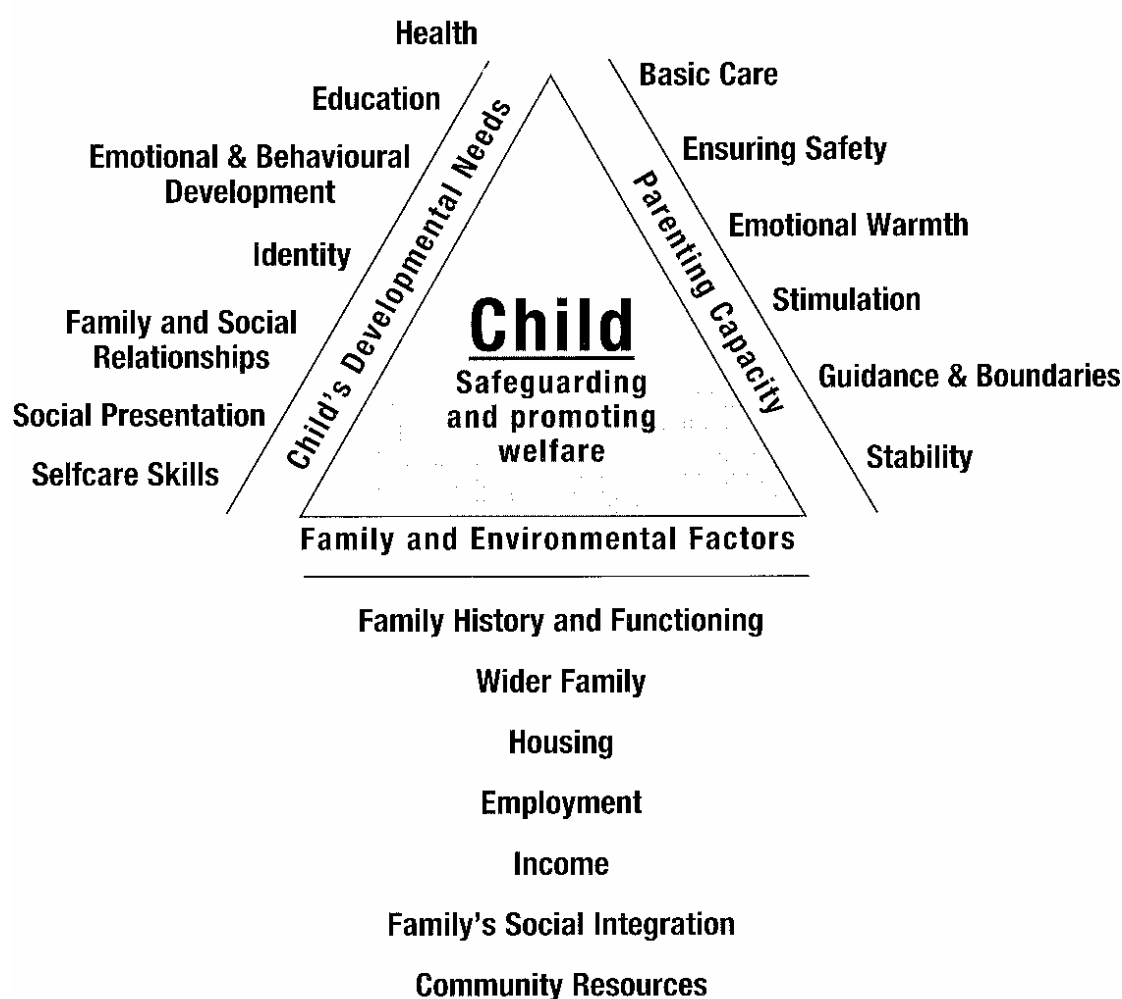 Health
Education
Emotional & Behavioural
Development
Identity
Family and Social
Relationships
Social Presentation
Selfcare Skills
Child's Developmental Needs
Basic Care
Ensuring Safety
Emotional Warmth
Stimulation
Guidance & Boundaries
Stability
Parenting Capacity
Child
Safeguarding
and promoting
welfare
Family and Environmental Factors
Family History and Functioning
Wider Family
Housing
Employment
Income
Family's Social Integration
Community Resources